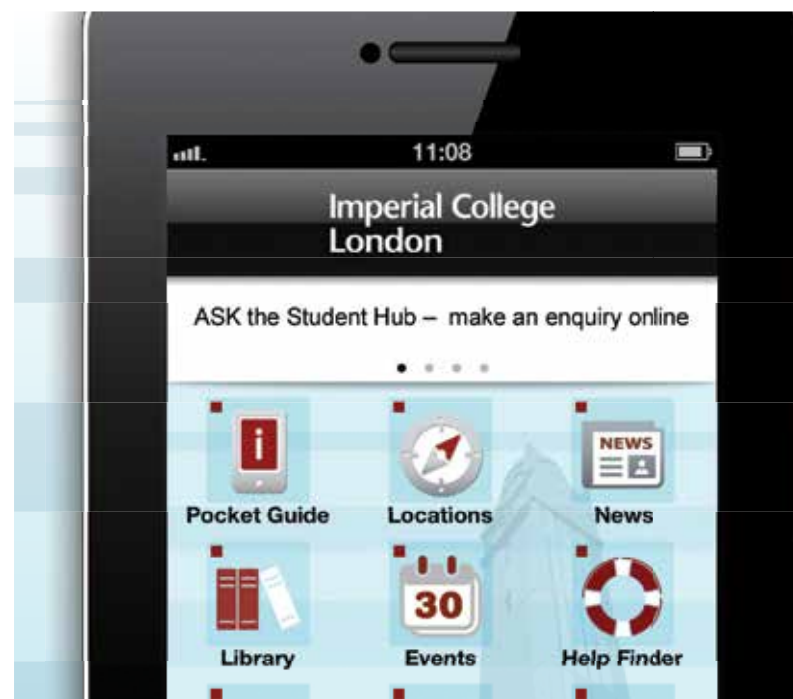 11:08
Imperial College
London
ASK the Student Hub – make an enquiry online
i
NEWS
Pocket Guide Locations News
30
Library Events Help Finder